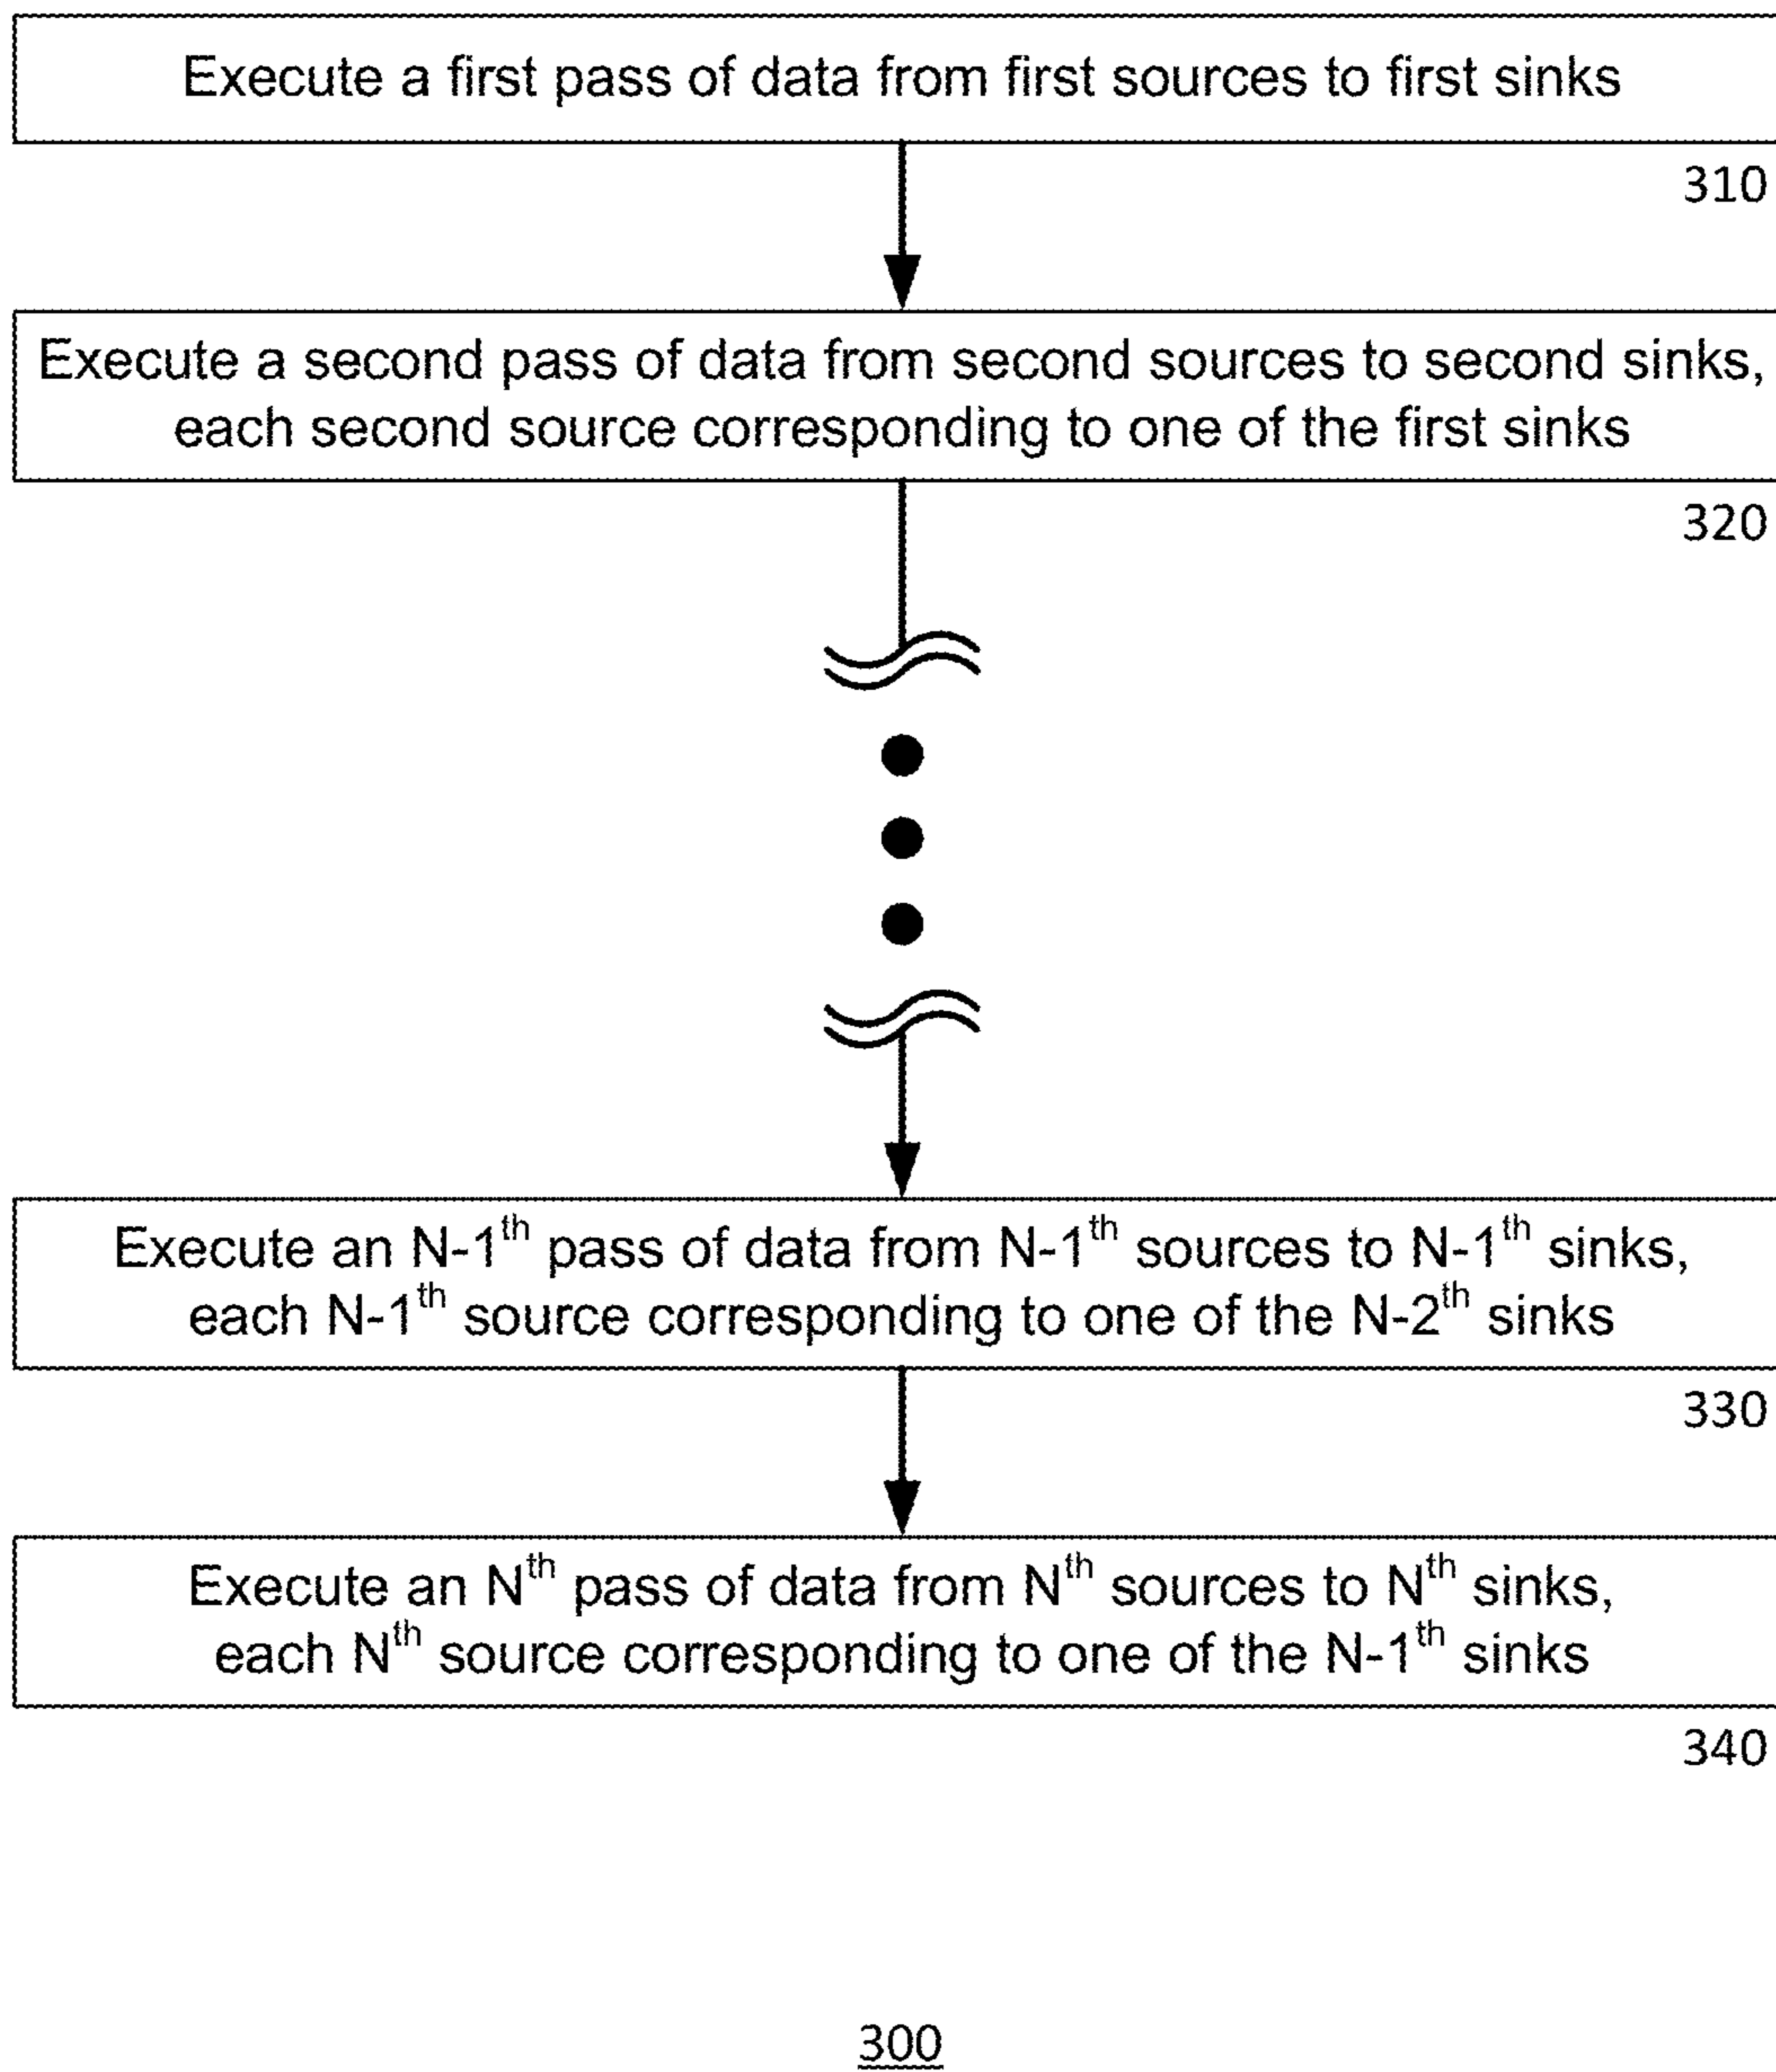 Execute a first pass of data from first sources to first sinks
310
Execute a second pass of data from second sources to second sinks,
each second source corresponding to one of the first sinks
320
Execute an N-1th pass of data from N-1th sources to N-1th sinks,
each N-1th source corresponding to one of the N-2th sinks
330
Execute an Nth pass of data from Nth sources to Nth sinks,
each Nth source corresponding to one of the N-1th sinks
340
300